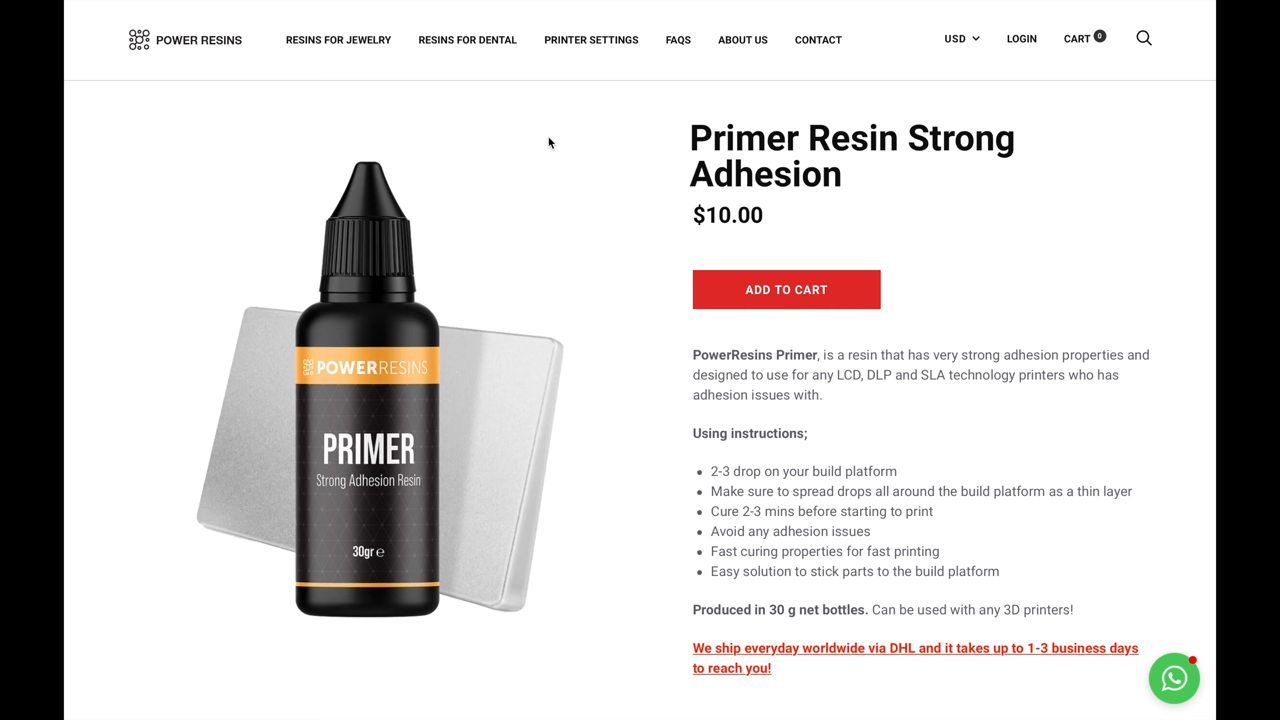 POWER RESINS
RESINS FOR JEWELRY
RESINS FOR DENTAL
PRINTER SETTINGS
FAQS
ABOUT US
CONTACT
USD
LOGIN
CART 0
POWERRESINS
PRIMER
Strong Adhesion Resin
30gr ℮
Primer Resin Strong
Adhesion
$10.00
ADD TO CART
PowerResins Primer, is a resin that has very strong adhesion properties and
designed to use for any LCD, DLP and SLA technology printers who has
adhesion issues with.
Using instructions;
2-3 drop on your build platform
Make sure to spread drops all around the build platform as a thin layer
Cure 2-3 mins before starting to print
Avoid any adhesion issues
Fast curing properties for fast printing
Easy solution to stick parts to the build platform
Produced in 30 g net bottles. Can be used with any 3D printers!
We ship everyday worldwide via DHL and it takes up to 1-3 business days
to reach you!